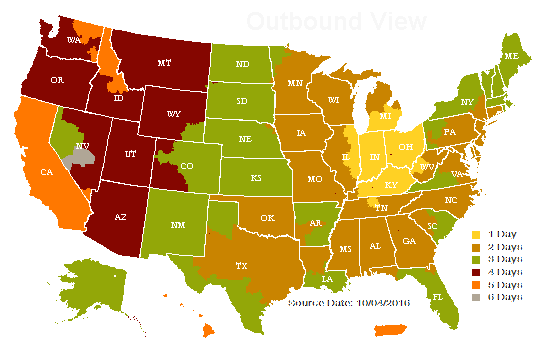 Outbound View
WA
MT
ND
MN
ME
OR
ID
WY
SD
WI
MI
NY
NV
UT
CO
NE
IA
IL
IN
OH
PA
CA
KS
MO
KY
WV
VA
AZ
NM
OK
AR
TN
NC
SC
TX
LA
MS
AL
GA
FL
1 Day
2 Days
3 Days
4 Days
5 Days
6 Days
Source Date: 10/04/2016